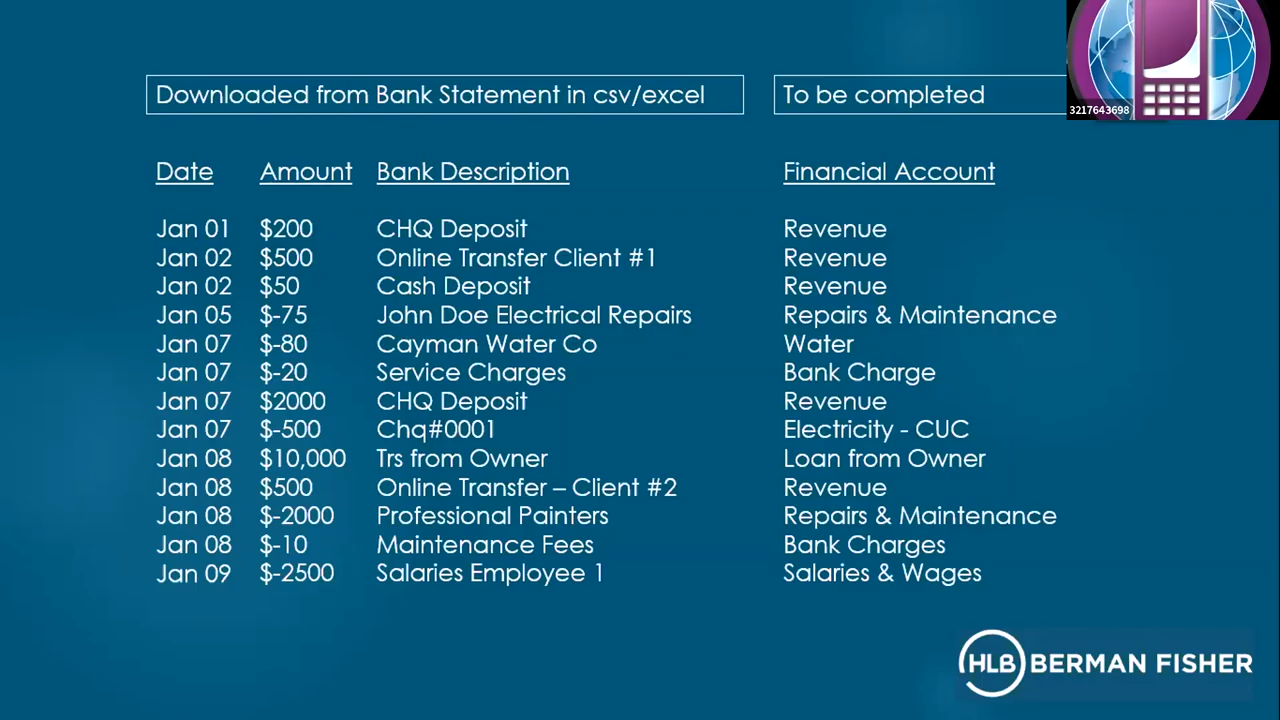 Downloaded from Bank Statement in csv/excel To be completed
3217643698
Date Amount Bank Description Financial Account
Jan 01 $200 CHQ Deposit Revenue
Jan 02 $500 Online Transfer Client #1 Revenue
Jan 02 $50 Cash Deposit Revenue
Jan 05 $-75 John Doe Electrical Repairs Repairs & Maintenance
Jan 07 $-80 Cayman Water Co Water
Jan 07 $-20 Service Charges Bank Charge
Jan 07 $2000 CHQ Deposit Revenue
Jan 07 $-500 Chq#0001 Electricity - CUC
Jan 08 $10,000 Trs from Owner Loan from Owner
Jan 08 $500 Online Transfer – Client #2 Revenue
Jan 08 $-2000 Professional Painters Repairs & Maintenance
Jan 08 $-10 Maintenance Fees Bank Charges
Jan 09 $-2500 Salaries Employee 1 Salaries & Wages
HLB BERMAN FISHER